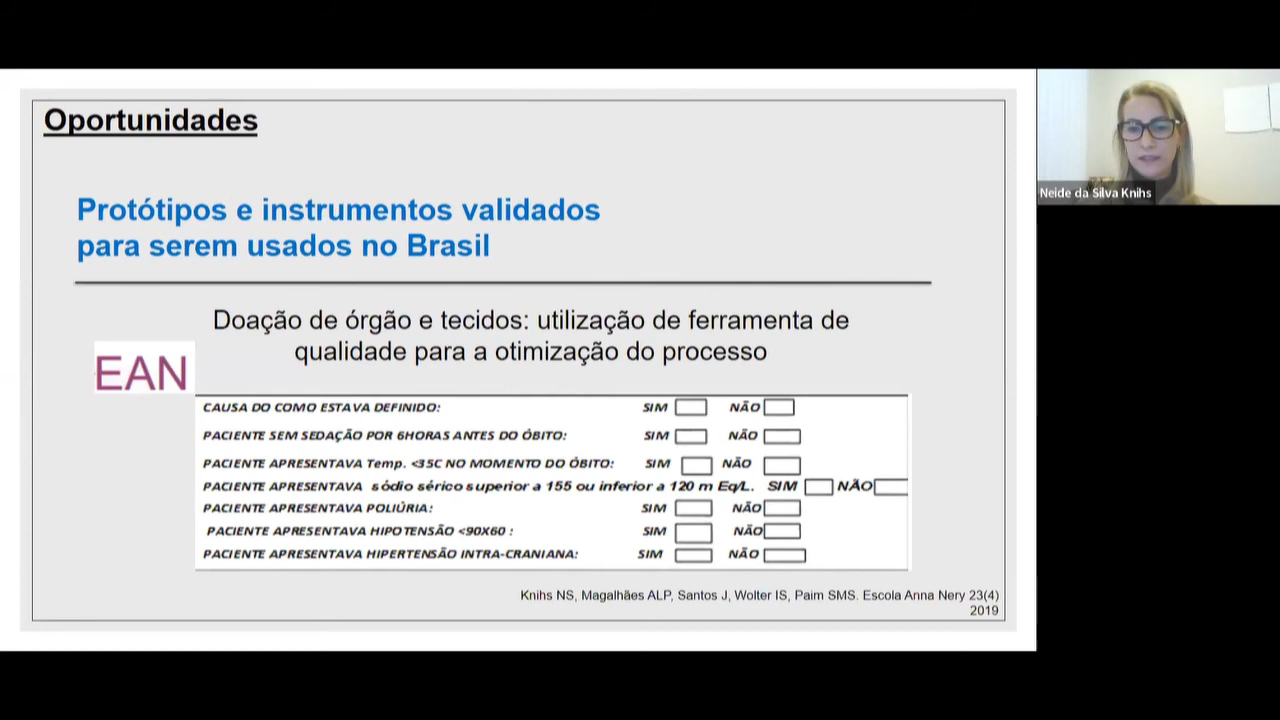 Oportunidades
Protótipos e instrumentos validados
para serem usados no Brasil
Doação de órgão e tecidos: utilização de ferramenta de
qualidade para a otimização do processo
EAN
CAUSA DO COMO ESTAVA DEFINIDO: SIM NÃO
PACIENTE SEM SEDAÇÃO POR 6HORAS ANTES DO ÓBITO: SIM NÃO
PACIENTE APRESENTAVA Temp. <35C NO MOMENTO DO ÓBITO: SIM NÃO
PACIENTE APRESENTAVA sódio sérico superior a 155 ou inferior a 120 m Eq/L. SIM NÃO
PACIENTE APRESENTAVA POLIÚRIA: SIM NÃO
PACIENTE APRESENTAVA HIPOTENSÃO <90X60 : SIM NÃO
PACIENTE APRESENTAVA HIPERTENSÃO INTRA-CRANIANA: SIM NÃO
Knihs NS, Magalhães ALP, Santos J, Wolter IS, Paim SMS. Escola Anna Nery 23(4)
2019
Neide da Silva Knihs